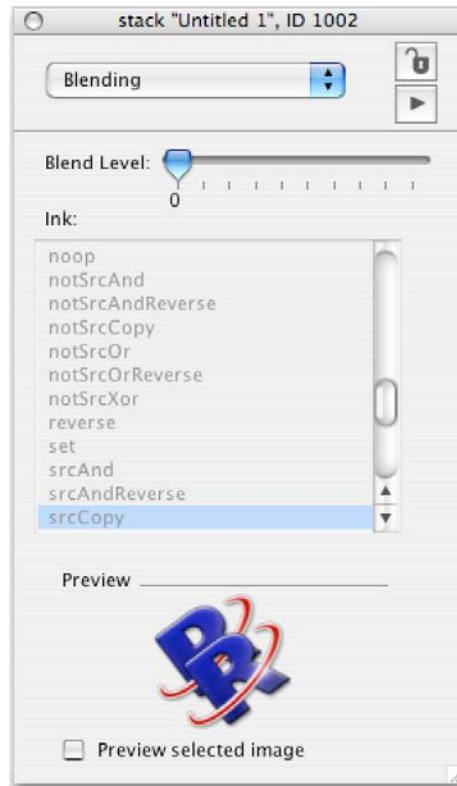 stack "Untitled 1", ID 1002
Blending
Blend Level:
0
Ink:
noop
notSrcAnd
notSrcAndReverse
notSrcCopy
notSrcOr
notSrcOrReverse
notSrcXor
reverse
set
srcAnd
srcAndReverse
srcCopy
Preview
RR
Preview selected image